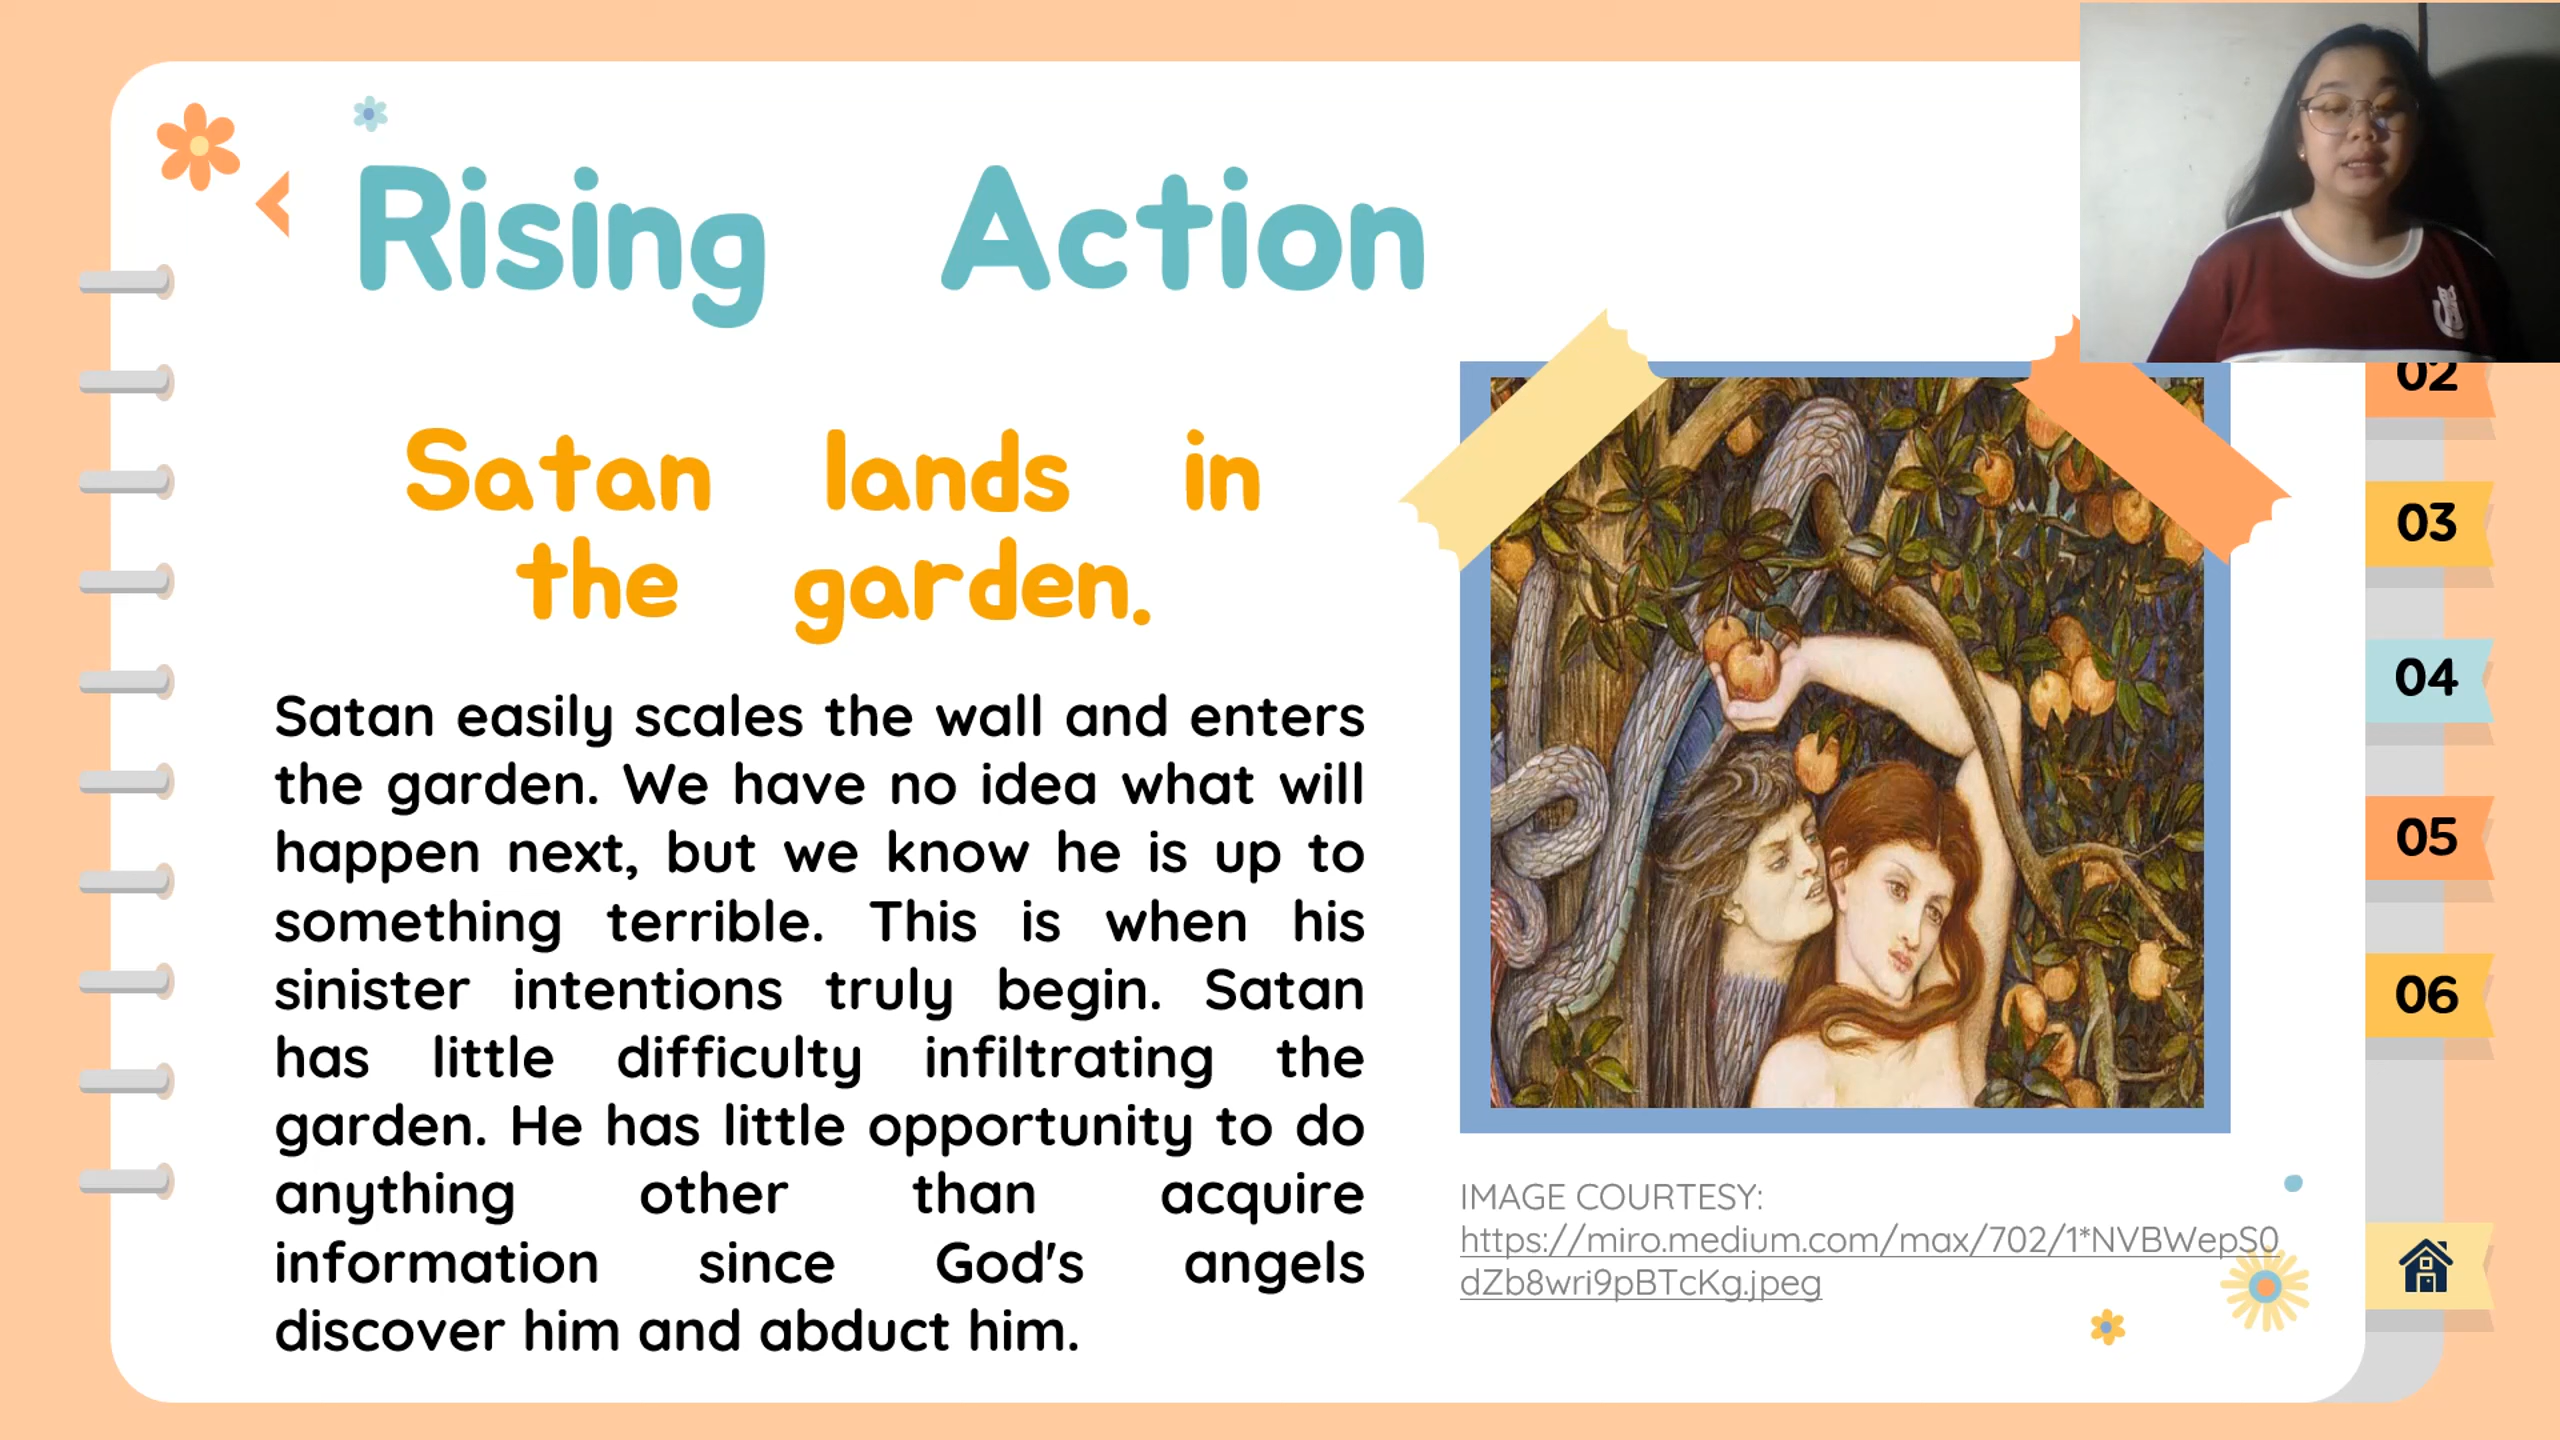 Rising Action
Satan lands in
the garden.
Satan easily scales the wall and enters
the garden. We have no idea what will
happen next, but we know he is up to
something terrible. This is when his
sinister intentions truly begin. Satan
has little difficulty infiltrating the
garden. He has little opportunity to do
anything other than acquire
information since God's angels
discover him and abduct him.
IMAGE COURTESY:
https://miro.medium.com/max/702/1*NVBWepS0
dZb8wri9pBTcKg.jpeg
02
03
04
05
06